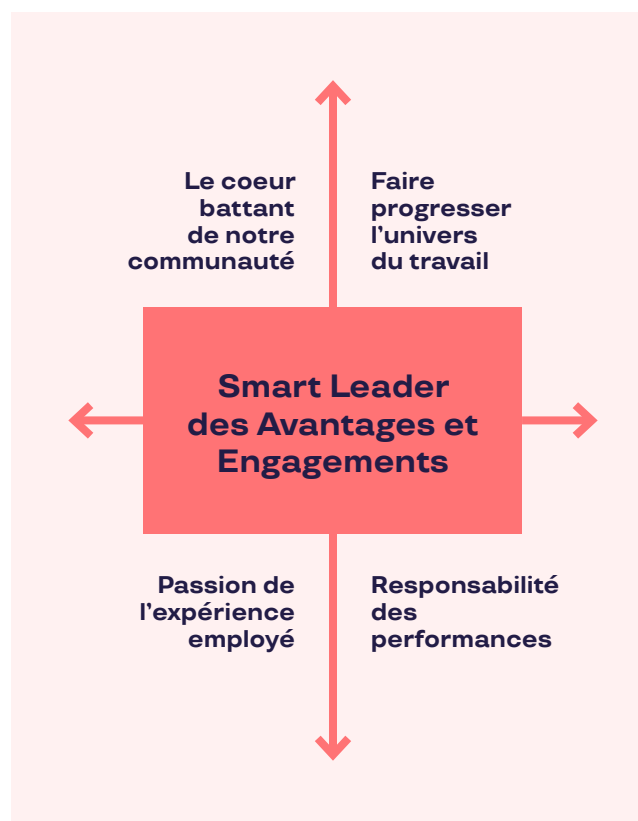 Le coeur
battant
de notre
communauté
Faire
progresser
l'univers
du travail
Smart Leader
des Avantages et
Engagements
Passion de
l'expérience
employé
Responsabilité
des
performances